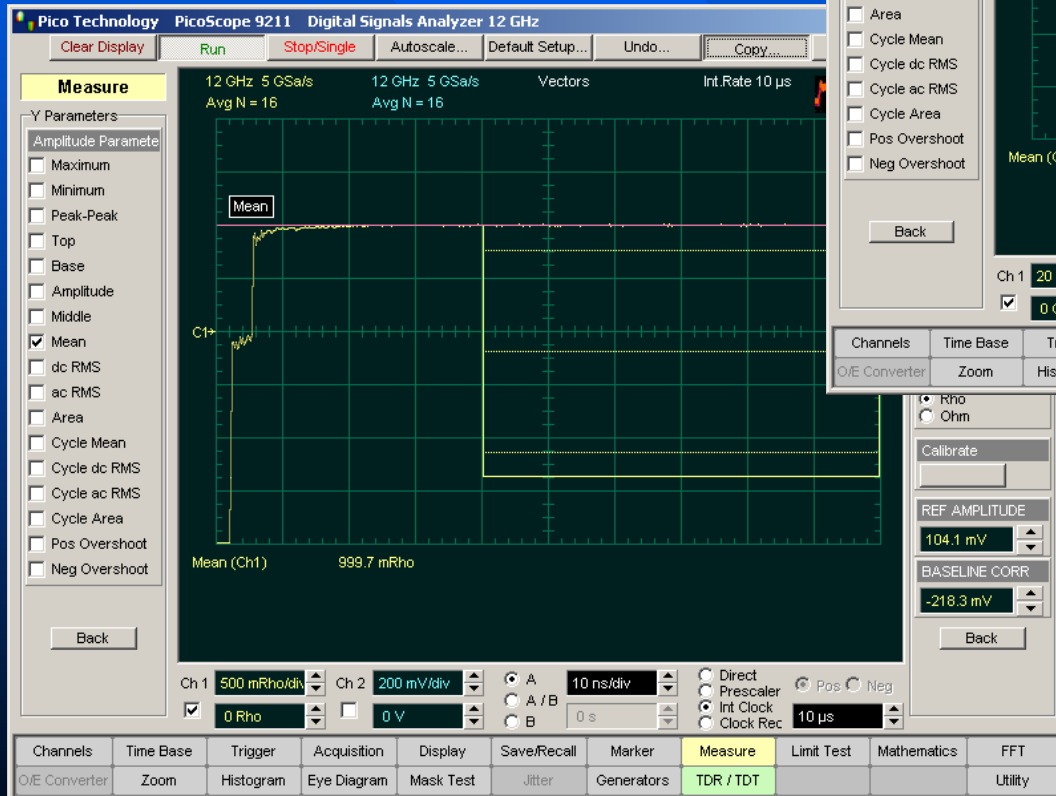 Pico Technology PicoScope 9211 Digital Signals Analyzer 12 GHz
Clear Display Run Stop/Single Autoscale... Default Setup... Undo... Copy...
Measure
Y Parameters
Amplitude Paramete
Maximum
Minimum
Peak-Peak
Top
Base
Amplitude
Middle
Mean
dc RMS
ac RMS
Area
Cycle Mean
Cycle dc RMS
Cycle ac RMS
Cycle Area
Pos Overshoot
Neg Overshoot
Back
12 GHz 5 GSa/s 12 GHz 5 GSa/s Vectors Int.Rate 10 µs
Avg N = 16 Avg N = 16
Mean
C1
Mean (Ch1) 999.7 mRho
Ch 1 500 mRho/div Ch 2 200 mV/div A 10 ns/div Direct
A / B Prescaler Pos Neg
0 Rho 0 V B 0 s Int Clock 10 µs
Clock Rec
Area
Cycle Mean
Cycle dc RMS
Cycle ac RMS
Cycle Area
Pos Overshoot
Neg Overshoot
Back
Mean (
Ch 1 20
0
Channels Time Base
O/E Converter Zoom His
Rho
Ohm
Calibrate
REF AMPLITUDE
104.1 mV
BASELINE CORR
-218.3 mV
Back
Channels Time Base Trigger Acquisition Display Save/Recall Marker Measure Limit Test Mathematics FFT
O/E Converter Zoom Histogram Eye Diagram Mask Test Jitter Generators TDR / TDT Utility